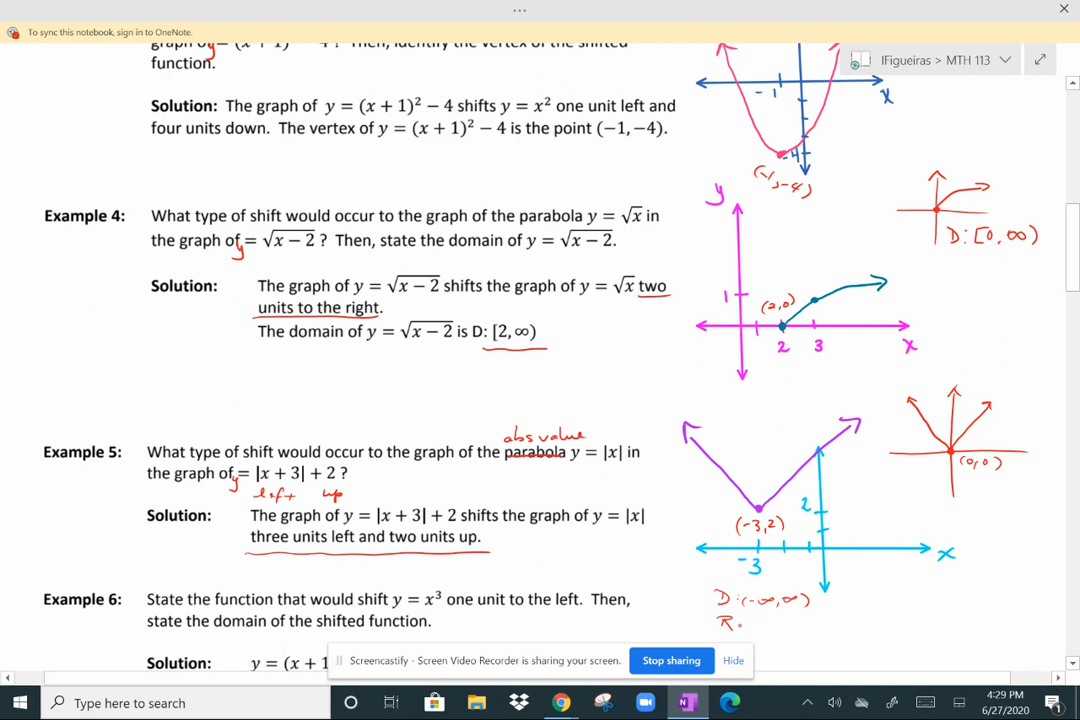 To sync this notebook, sign in to OneNote.
IFigueiras > MTH 113
function.
Solution: The graph of y = (x + 1)² − 4 shifts y = x² one unit left and
four units down. The vertex of y = (x + 1)² − 4 is the point (−1, −4).
-1
x
-4
(-1, -4)
Example 4: What type of shift would occur to the graph of the parabola y = √x in
the graph of y = √(x − 2) ? Then, state the domain of y = √(x − 2).
Solution: The graph of y = √(x − 2) shifts the graph of y = √x two
units to the right.
The domain of y = √(x − 2) is D: [2, ∞)
y
D: [0, ∞)
1
(2,0)
2 3 x
abs value
Example 5: What type of shift would occur to the graph of the parabola y = |x| in
the graph of y = |x + 3| + 2 ?
left up
Solution: The graph of y = |x + 3| + 2 shifts the graph of y = |x|
three units left and two units up.
(0,0)
2
(-3,2)
-3
x
D: (-∞, ∞)
R.
Example 6: State the function that would shift y = x³ one unit to the left. Then,
state the domain of the shifted function.
Solution: y = (x + 1
Screencastify - Screen Video Recorder is sharing your screen. Stop sharing Hide
Type here to search
4:29 PM
6/27/2020
1